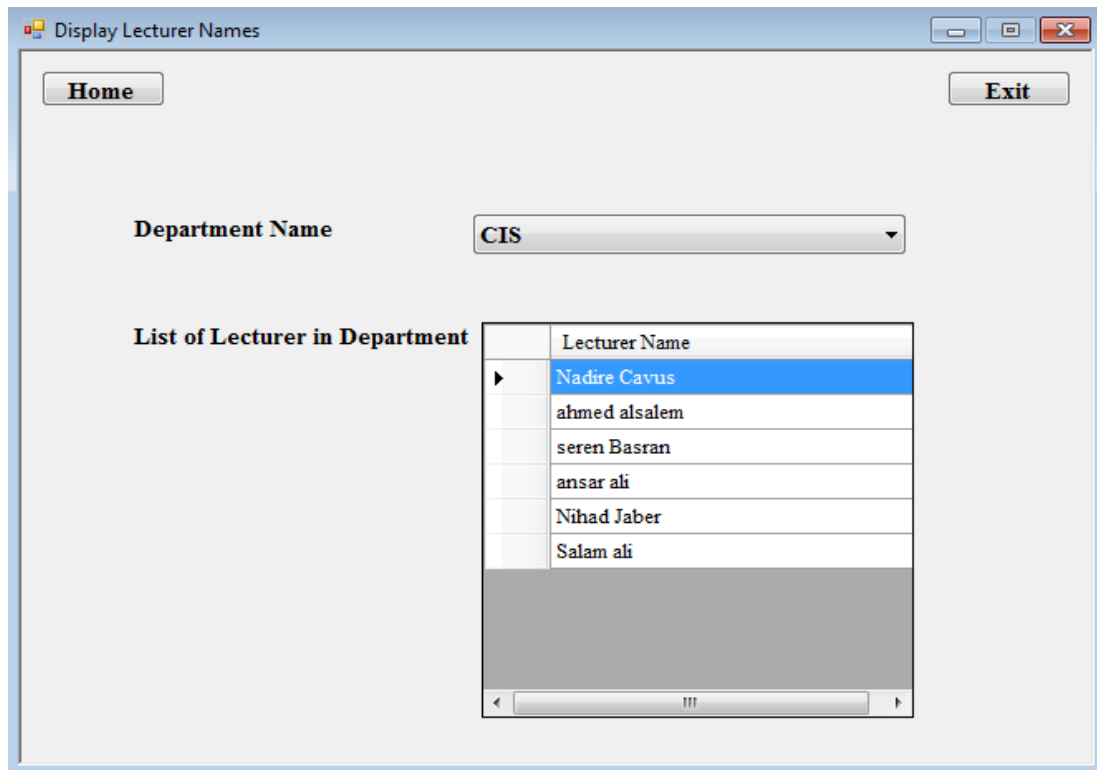 Display Lecturer Names
Home Exit
Department Name CIS
List of Lecturer in Department Lecturer Name
Nadire Cavus
ahmed alsalem
seren Basran
ansar ali
Nihad Jaber
Salam ali